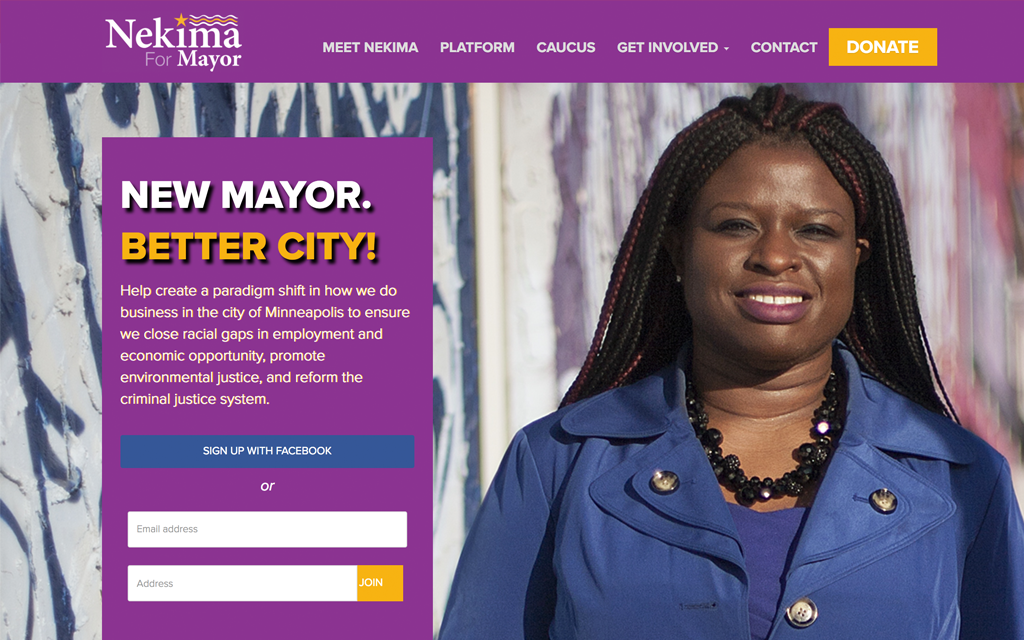 Nekima
For Mayor
MEET NEKIMA
PLATFORM
CAUCUS
GET INVOLVED
CONTACT
DONATE
NEW MAYOR.
BETTER CITY!
Help create a paradigm shift in how we do
business in the city of Minneapolis to ensure
we close racial gaps in employment and
economic opportunity, promote
environmental justice, and reform the
criminal justice system.
SIGN UP WITH FACEBOOK
or
Email address
Address
JOIN